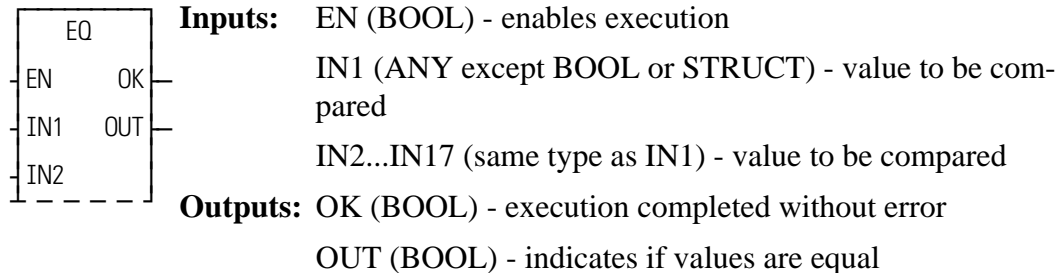 EQ
EN OK
IN1 OUT
IN2
Inputs: EN (BOOL) - enables execution
IN1 (ANY except BOOL or STRUCT) - value to be com-
pared
IN2...IN17 (same type as IN1) - value to be compared
Outputs: OK (BOOL) - execution completed without error
OUT (BOOL) - indicates if values are equal